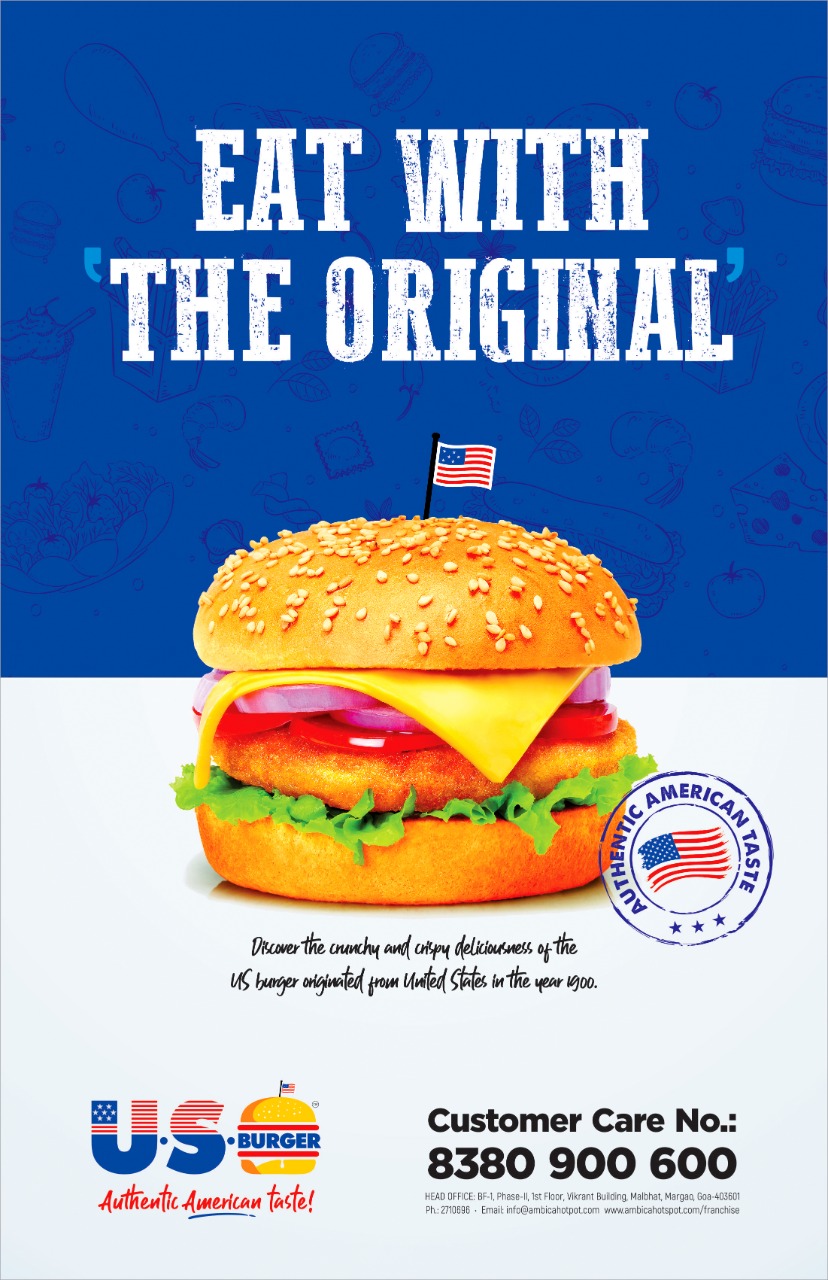 EAT WITH
‘THE ORIGINAL’
AUTHENTIC AMERICAN TASTE
Discover the crunchy and crispy deliciousness of the
US burger originated from United States in the year 1900.
U.S. BURGER
TM
Authentic American taste!
Customer Care No.:
8380 900 600
HEAD OFFICE: BF-1, Phase-II, 1st Floor, Vikrant Building, Malbhat, Margao, Goa-403601
Ph.: 2710696 • Email: info@ambicahotpot.com www.ambicahotspot.com/franchise